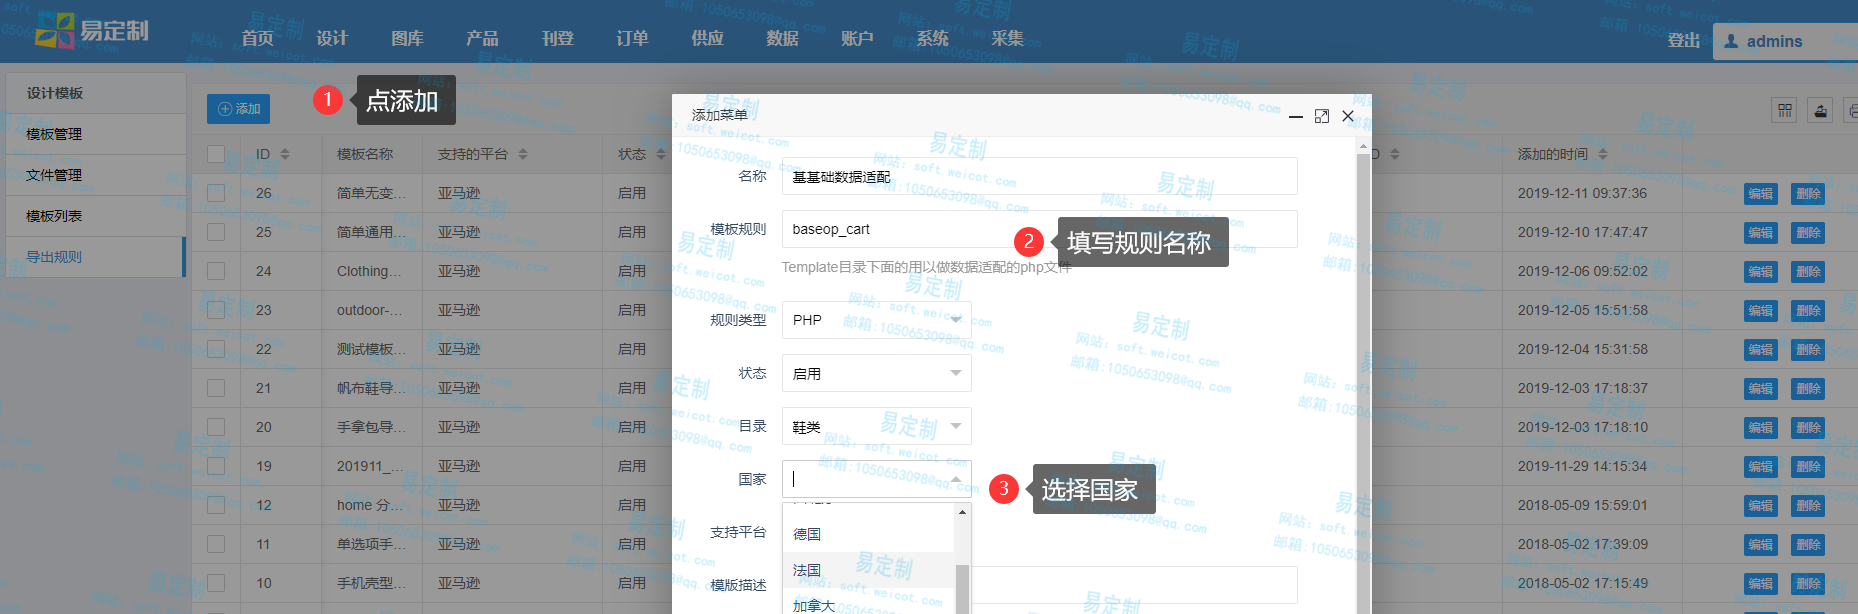 易定制
首页 设计 图库 产品 刊登 订单 供应 数据 账户 系统 采集
登出 admins
设计模板
模板管理
文件管理
模板列表
导出规则
添加
1 点添加
ID 模板名称 支持的平台 状态 添加的时间
26 简单无变... 亚马逊 启用 2019-12-11 09:37:36 编辑 删除
25 简单通用... 亚马逊 启用 2019-12-10 17:47:47 编辑 删除
24 Clothing... 亚马逊 启用 2019-12-06 09:52:02 编辑 删除
23 outdoor-... 亚马逊 启用 2019-12-05 15:51:58 编辑 删除
22 测试模板... 亚马逊 启用 2019-12-04 15:31:58 编辑 删除
21 帆布鞋导... 亚马逊 启用 2019-12-03 17:18:37 编辑 删除
20 手拿包导... 亚马逊 启用 2019-12-03 17:18:10 编辑 删除
19 201911_... 亚马逊 启用 2019-11-29 14:15:34 编辑 删除
12 home 分... 亚马逊 启用 2018-05-09 15:59:01 编辑 删除
11 单选项手... 亚马逊 启用 2018-05-02 17:39:09 编辑 删除
10 手机壳型... 亚马逊 启用 2018-05-02 17:15:49 编辑 删除
添加菜单
名称 基基础数据适配
模板规则 baseop_cart
2 填写规则名称
Template目录下面的用以做数据适配的php文件
规则类型 PHP
状态 启用
目录 鞋类
国家
3 选择国家
支持平台
德国
法国
加拿大
模版描述
易定制
网站: soft.weicot.com
邮箱:1050653098@qq.com